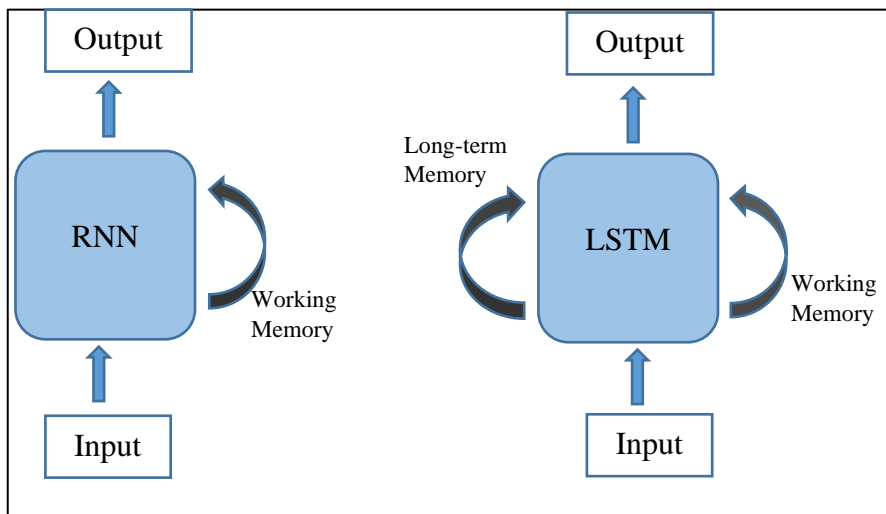 Output
RNN
Working
Memory
Input
Output
Long-term
Memory
LSTM
Working
Memory
Input